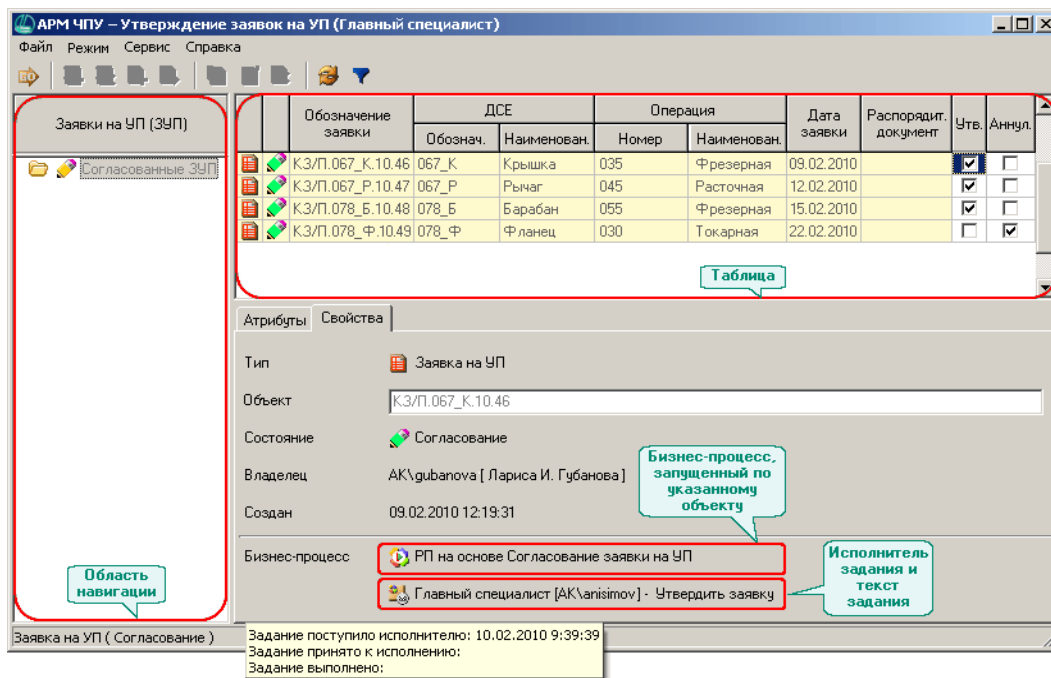 АРМ ЧПУ – Утверждение заявок на УП (Главный специалист)
Файл Режим Сервис Справка
Заявки на УП (ЗУП)
Согласованные ЗУП
Обозначение заявки ДСЕ Операция Дата заявки Распорядит. документ Утв. Аннул.
Обознач. Наименован. Номер Наименован.
К.З/П.067_К.10.46 067_К Крышка 035 Фрезерная 09.02.2010
К.З/П.067_Р.10.47 067_Р Рычаг 045 Расточная 12.02.2010
К.З/П.078_Б.10.48 078_Б Барабан 055 Фрезерная 15.02.2010
К.З/П.078_Ф.10.49 078_Ф Фланец 030 Токарная 22.02.2010
Таблица
Атрибуты Свойства
Тип Заявка на УП
Объект К.З/П.067_К.10.46
Состояние Согласование
Владелец AK\gubanova [ Лариса И. Губанова ]
Создан 09.02.2010 12:19:31
Бизнес-процесс,
запущенный по
указанному
объекту
Бизнес-процесс РП на основе Согласование заявки на УП
Главный специалист [AK\anisimov] - Утвердить заявку
Исполнитель
задания и
текст
задания
Область
навигации
Заявка на УП ( Согласование )
Задание поступило исполнителю: 10.02.2010 9:39:39
Задание принято к исполнению:
Задание выполнено: